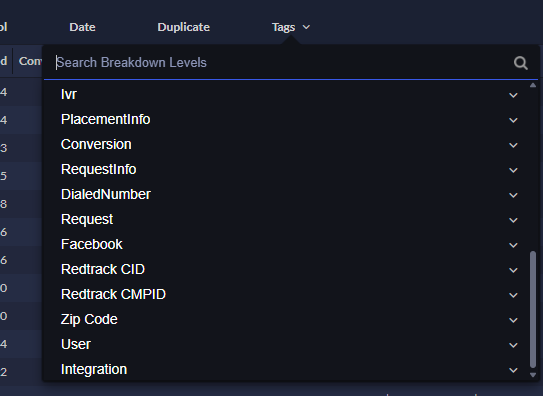 ol Date Duplicate Tags
d Conv
Search Breakdown Levels
4 Ivr
4 PlacementInfo
3 Conversion
5 RequestInfo
8 DialedNumber
6 Request
6 Facebook
0 Redtrack CID
0 Redtrack CMPID
4 Zip Code
2 User
Integration